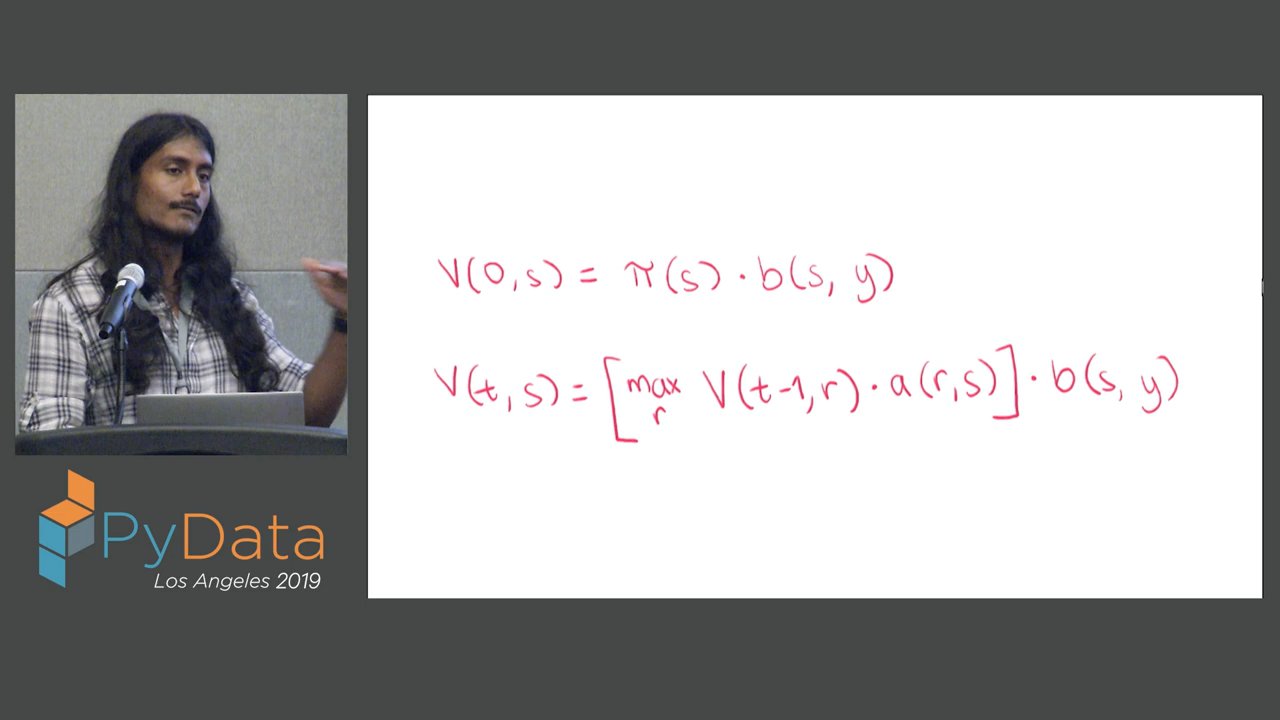 V(0,s) = π(s) · b(s, y)
V(t,s) = [max V(t-1,r) · a(r,s)] · b(s, y)
r
PyData
Los Angeles 2019